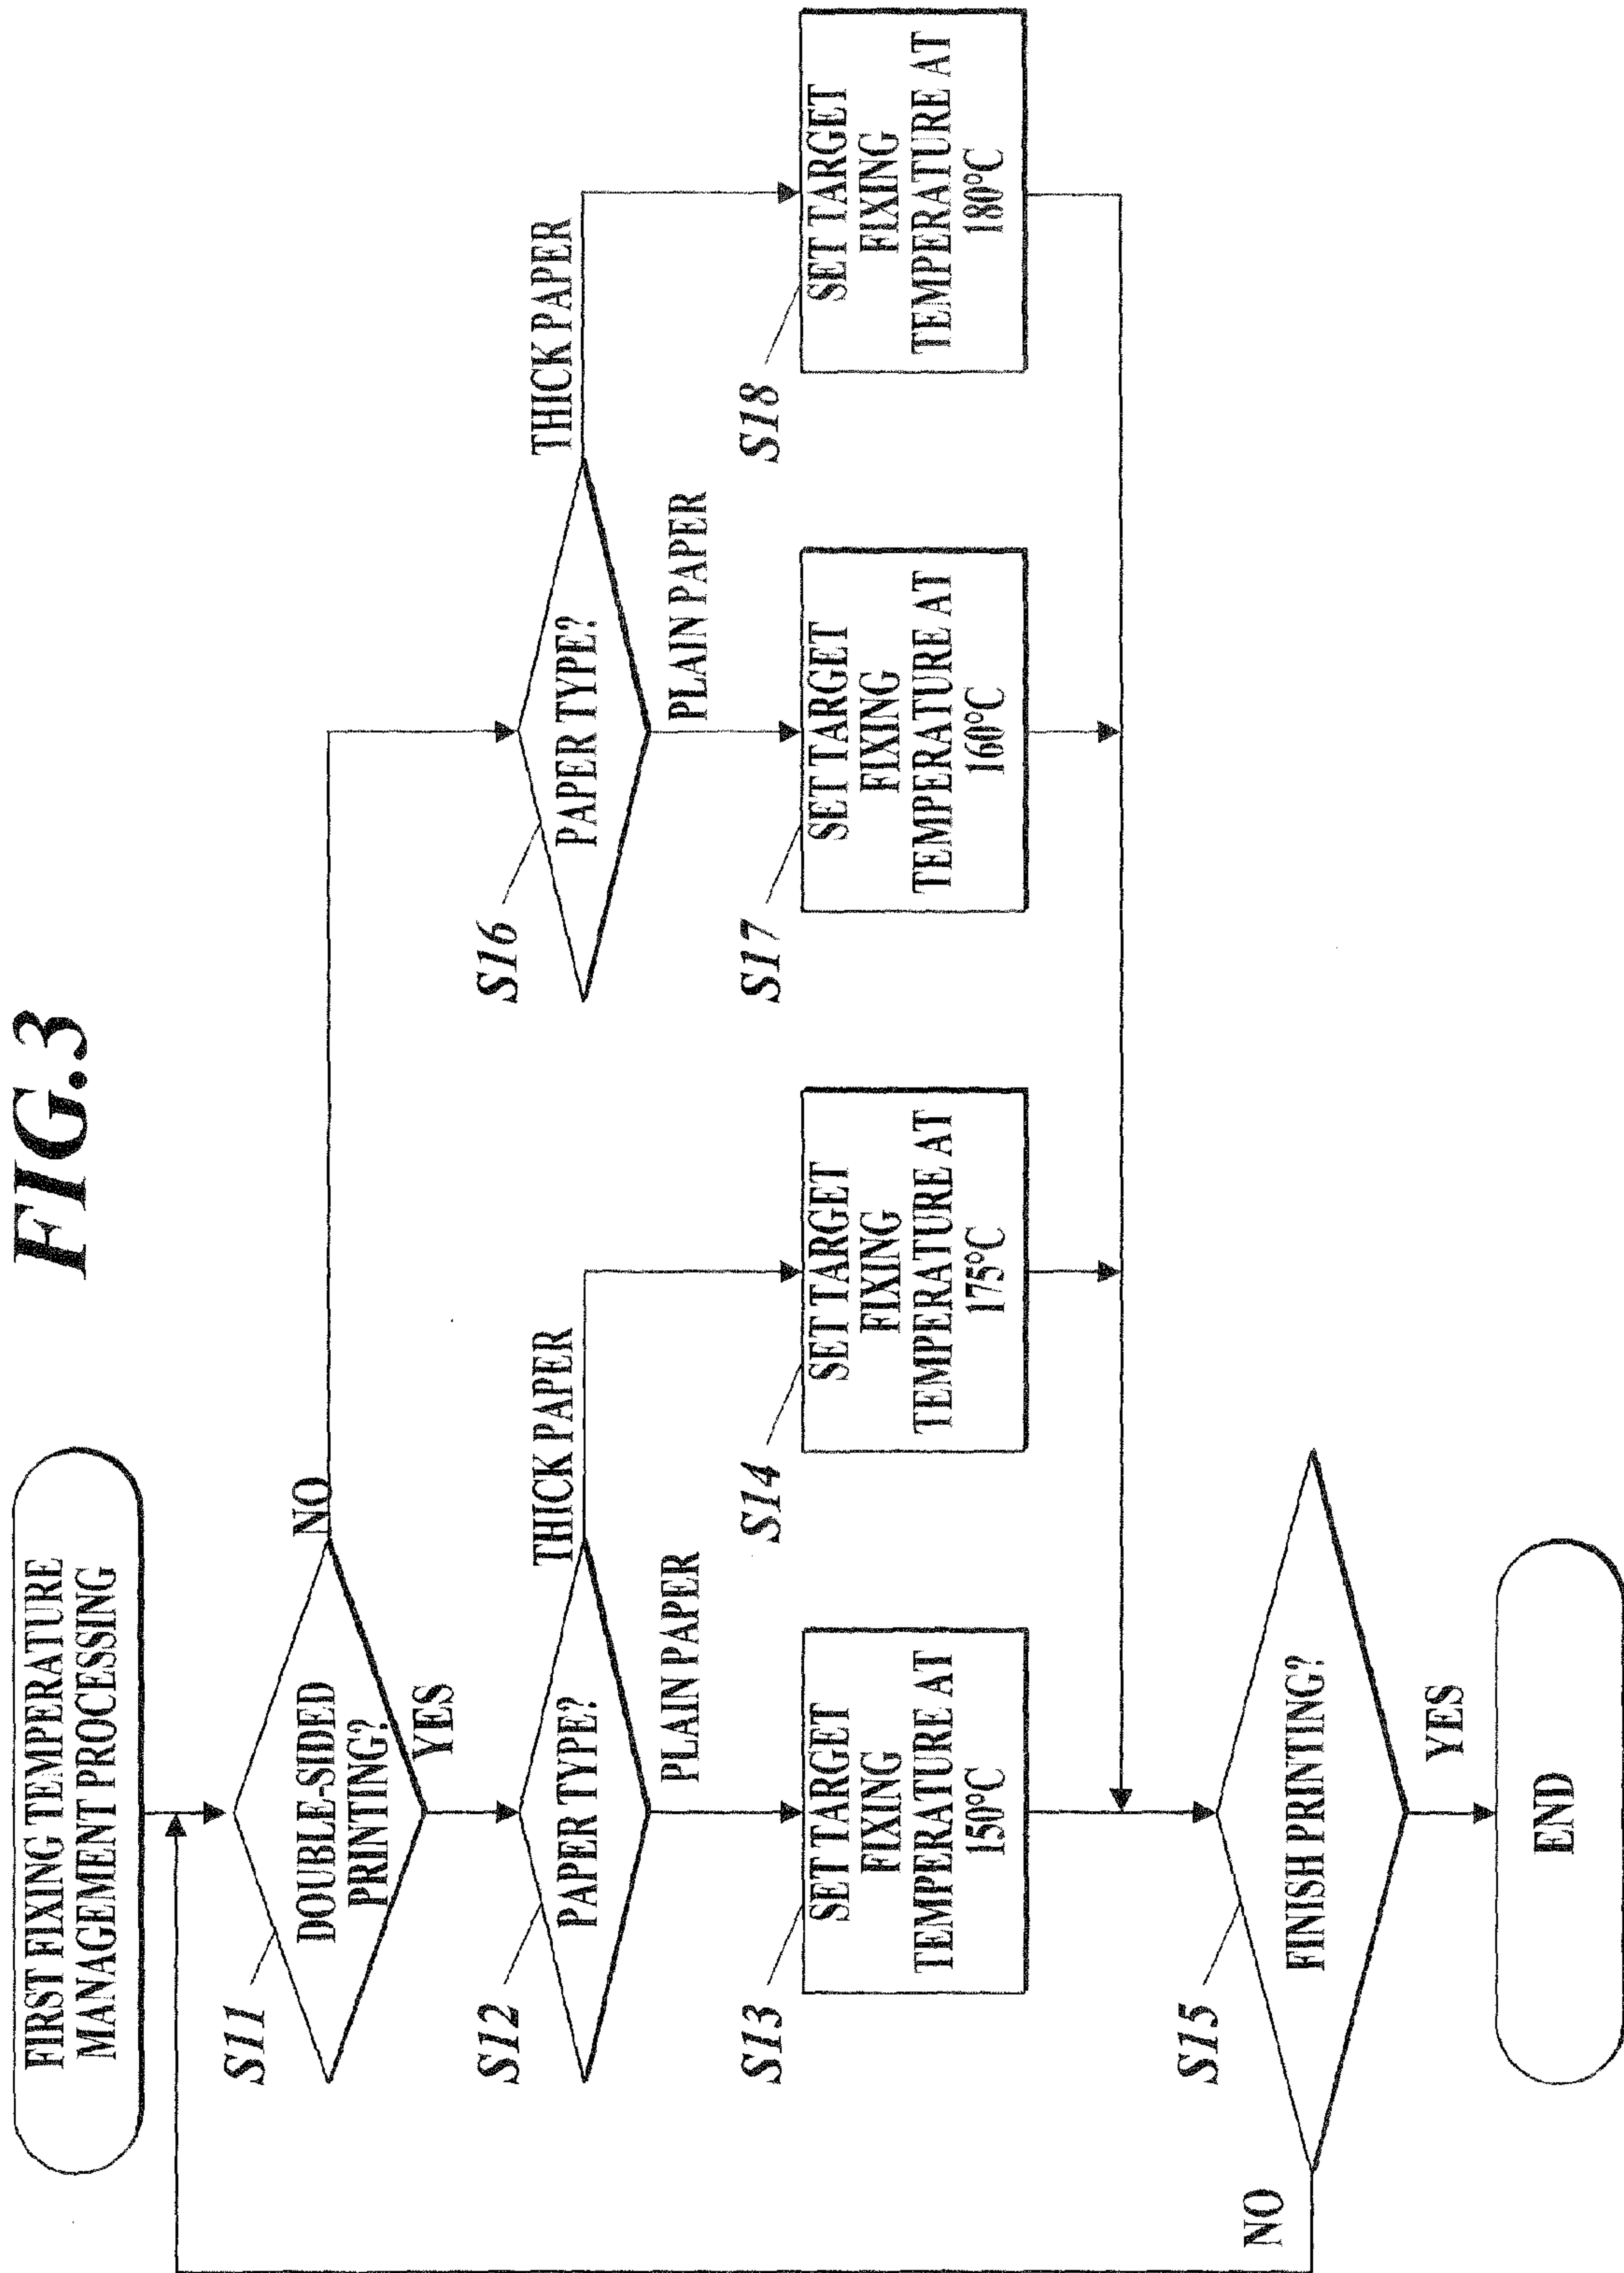 FIG.3
FIRST FIXING TEMPERATURE
MANAGEMENT PROCESSING
S11
DOUBLE-SIDED
PRINTING?
NO
YES
S12
PAPER TYPE?
THICK PAPER
PLAIN PAPER
S16
PAPER TYPE?
THICK PAPER
PLAIN PAPER
S13
SET TARGET
FIXING
TEMPERATURE AT
150°C
S14
SET TARGET
FIXING
TEMPERATURE AT
175°C
S17
SET TARGET
FIXING
TEMPERATURE AT
160°C
S18
SET TARGET
FIXING
TEMPERATURE AT
180°C
S15
FINISH PRINTING?
NO
YES
END